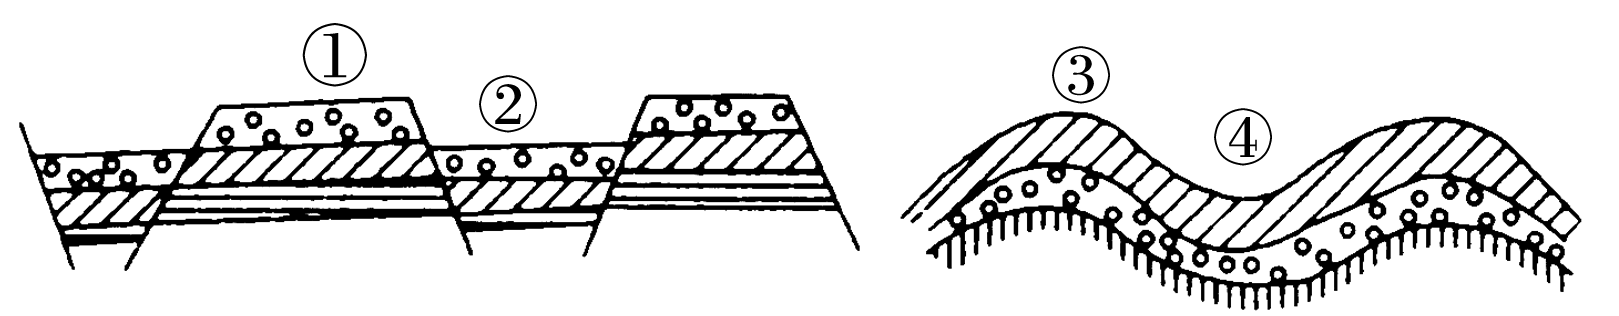 ①
②
③
④